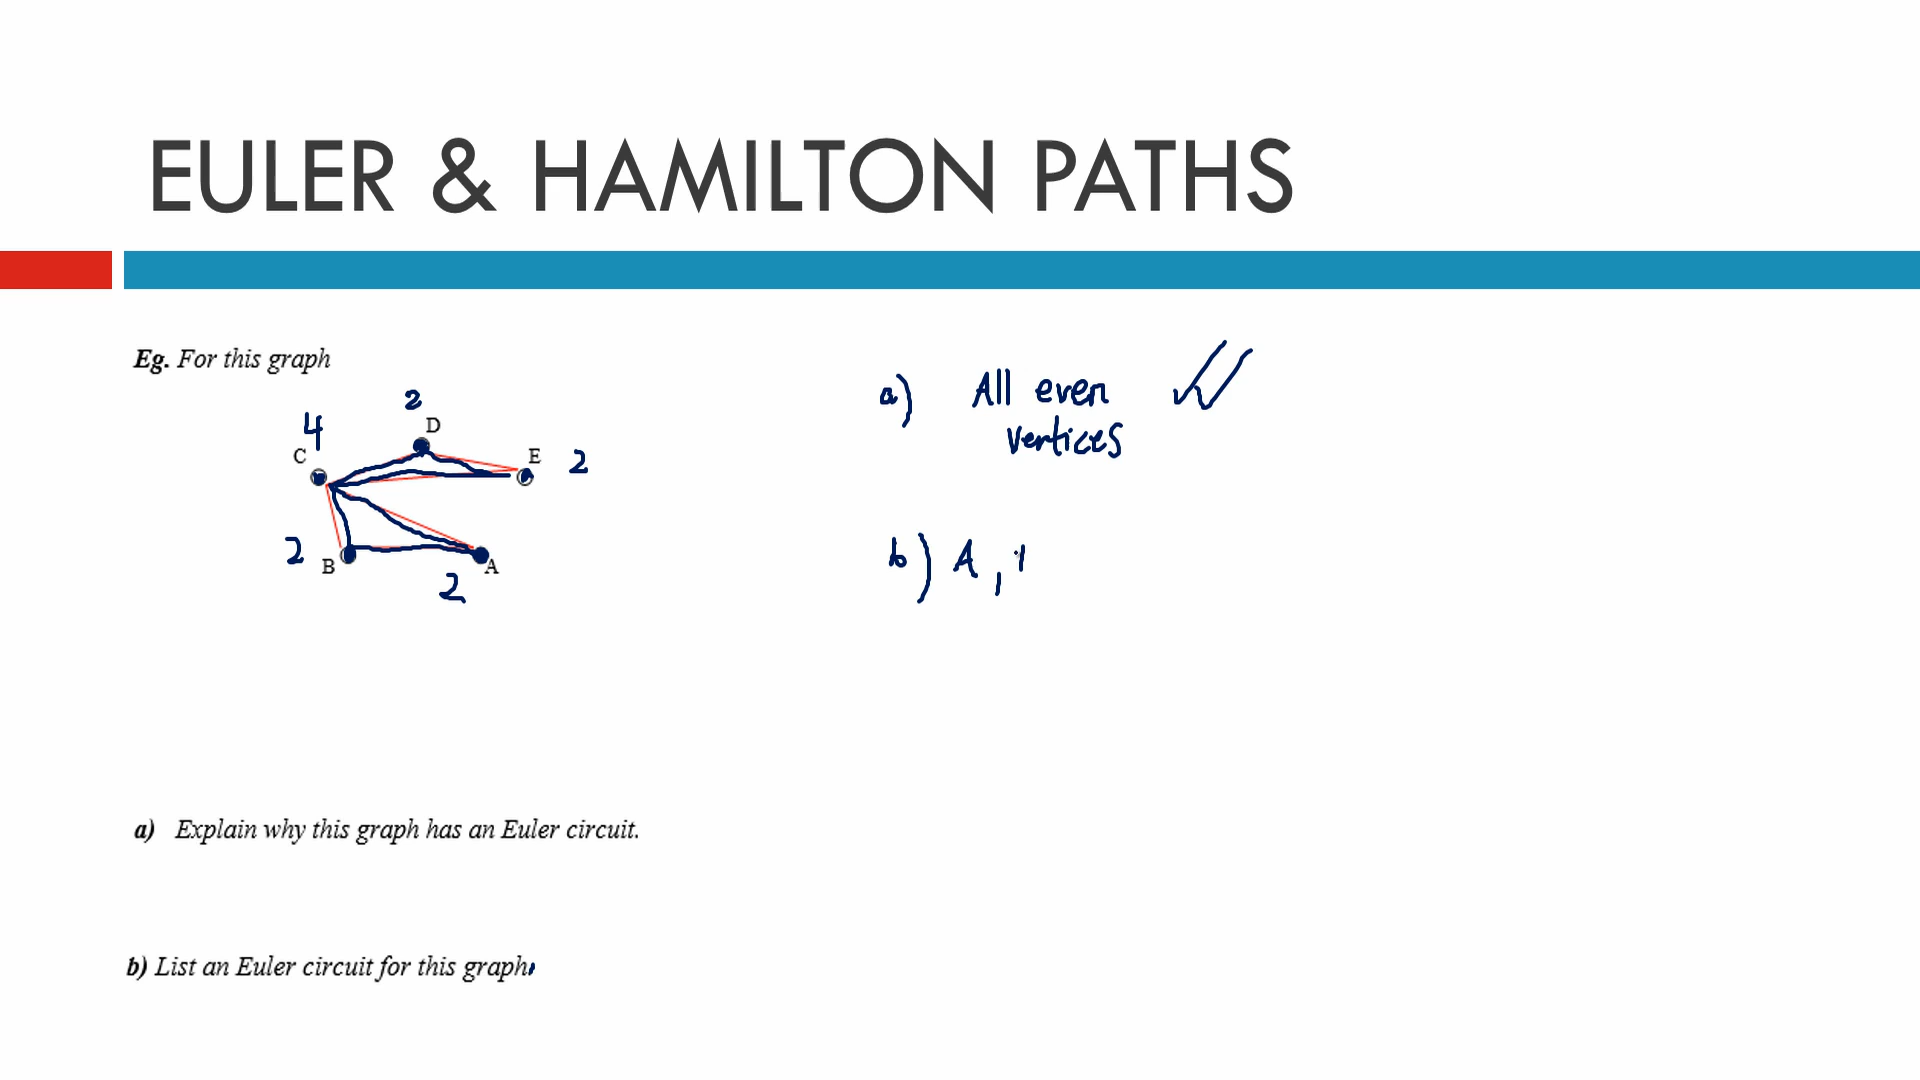 EULER & HAMILTON PATHS
Eg. For this graph
2
4
D
C
E
2
2
B
A
2
a) All even
vertices
b) A,
a) Explain why this graph has an Euler circuit.
b) List an Euler circuit for this graph.